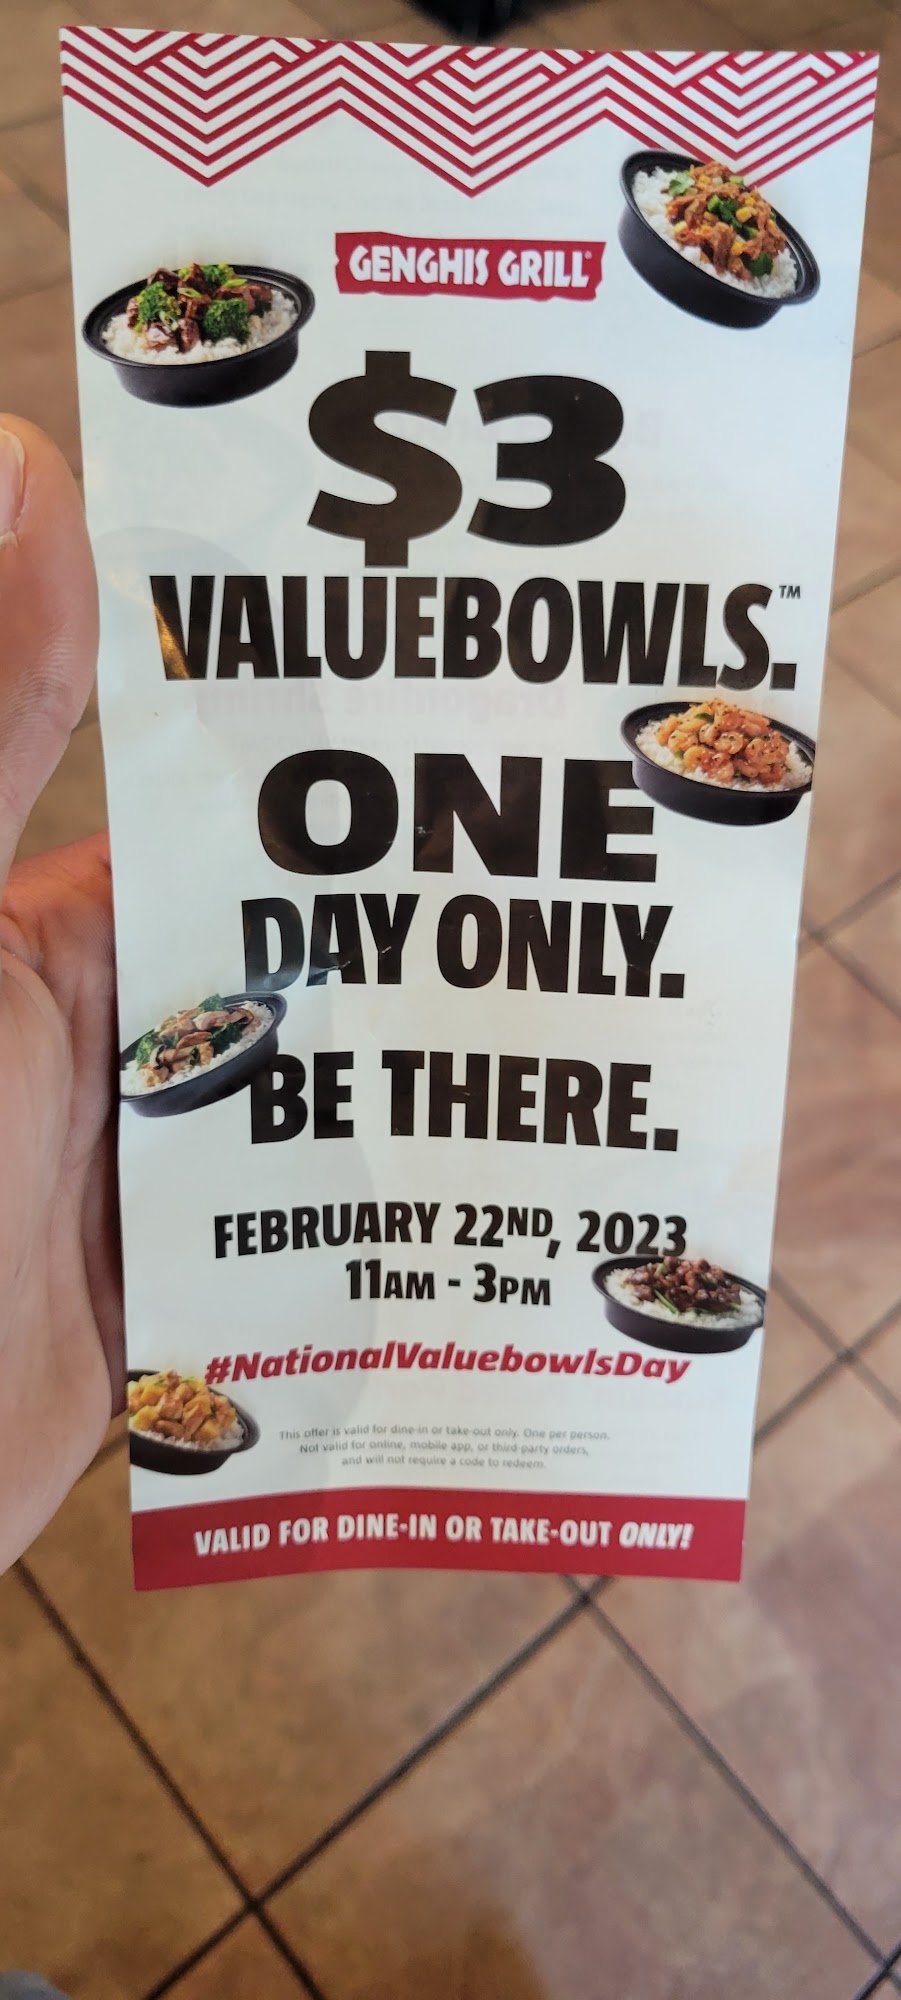 GENGHIS GRILL®
$3
VALUEBOWLS.™
ONE
DAY ONLY.
BE THERE.
FEBRUARY 22ND, 2023
11AM - 3PM
#NationalValuebowlsDay
This offer is valid for dine-in or take-out only. One per person.
Not valid for online, mobile app, or third-party orders,
and will not require a code to redeem.
VALID FOR DINE-IN OR TAKE-OUT ONLY!